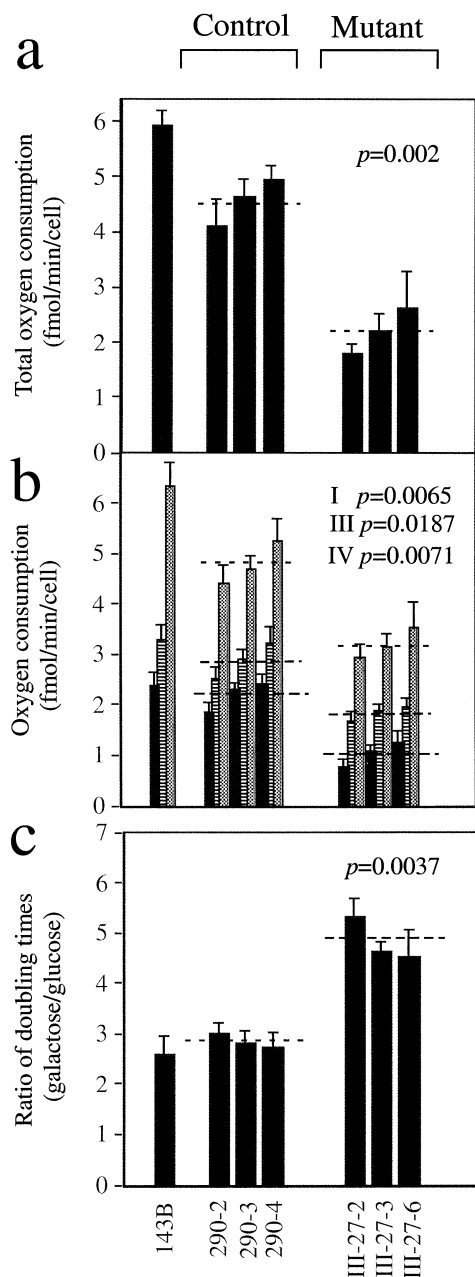 a
Control Mutant
Total oxygen consumption
(fmol/min/cell)
6
5
4
3
2
1
0
p=0.002
b
Oxygen consumption
(fmol/min/cell)
6
5
4
3
2
1
0
I p=0.0065
III p=0.0187
IV p=0.0071
c
Ratio of doubling times
(galactose/glucose)
7
6
5
4
3
2
1
0
p=0.0037
143B
290-2
290-3
290-4
III-27-2
III-27-3
III-27-6